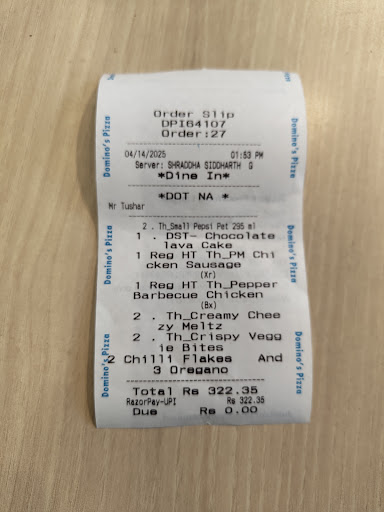 Order Slip
DPI64107
Order:27
04/14/2025 01:53 PM
Server: SHRADDHA SIDDHARTH G
*Dine In*
*DOT NA *
Mr Tushar
2 . Th_Small Pepsi Pet 295 ml
1 . DST- Chocolate
lava Cake
1 Reg HT Th_PM Chi
cken Sausage
(Xr)
1 Reg HT Th_Pepper
Barbecue Chicken
(Bx)
2 . Th_Creamy Chee
zy Meltz
2 . Th_Crispy Vegg
ie Bites
2 Chilli Flakes And
3 Oregano
Total Rs 322.35
RazorPay-UPI Rs 322.35
Due Rs 0.00
Domino's Pizza
Domino's Pizza
Domino's Pizza
Domino's Pizza
Domino's Pizza
Domino's Pizza